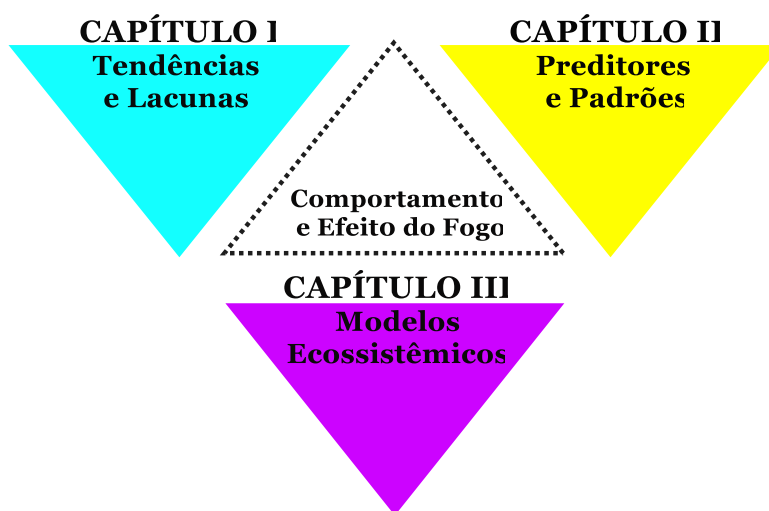 CAPÍTULO I
Tendências
e Lacunas
CAPÍTULO II
Preditores
e Padrões
Comportamento
e Efeito do Fogo
CAPÍTULO III
Modelos
Ecossistêmicos